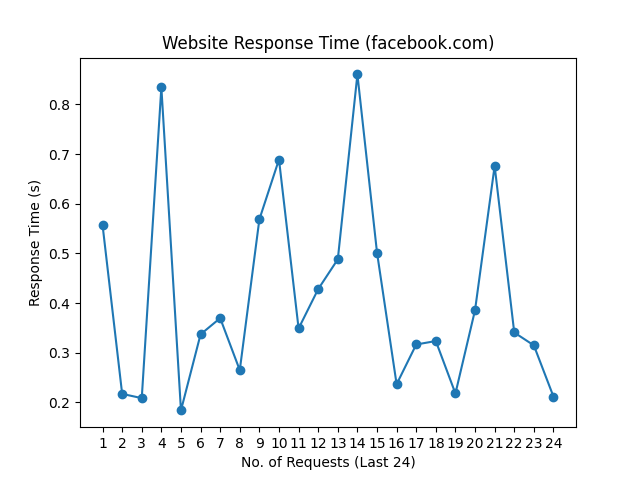 Website Response Time (facebook.com)
Response Time (s)
0.8
0.7
0.6
0.5
0.4
0.3
0.2
1 2 3 4 5 6 7 8 9 10 11 12 13 14 15 16 17 18 19 20 21 22 23 24
No. of Requests (Last 24)